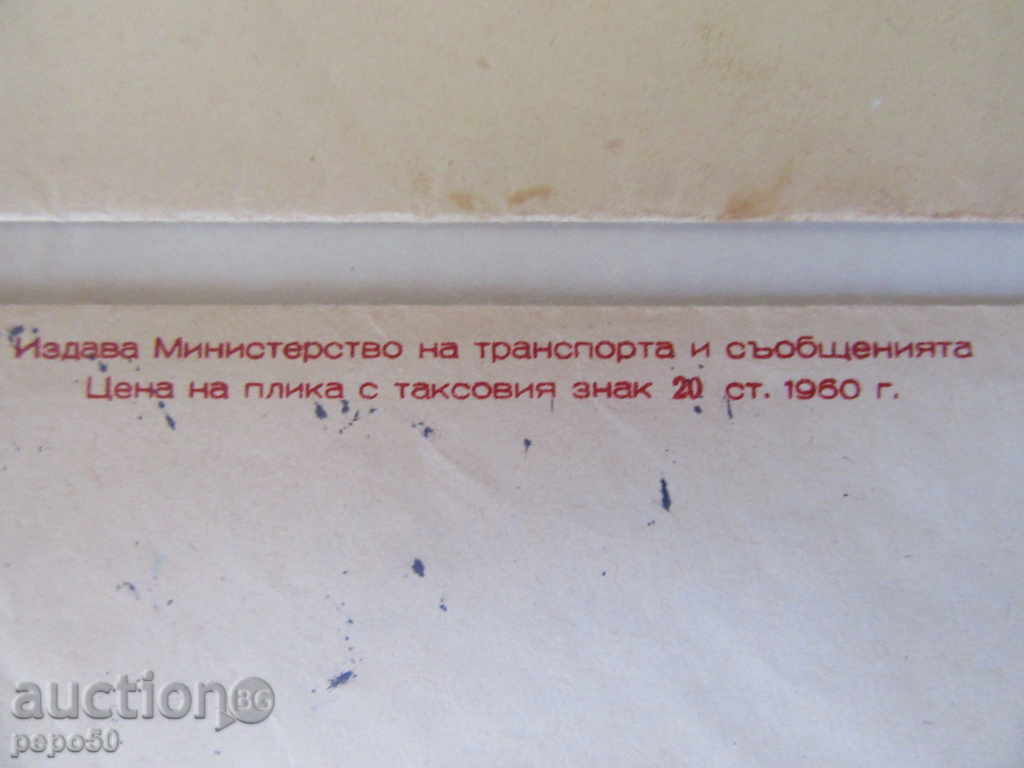 Издава Министерство на транспорта и съобщенията
Цена на плика с таксовия знак 20 ст. 1960 г.
auction BG
pepo50